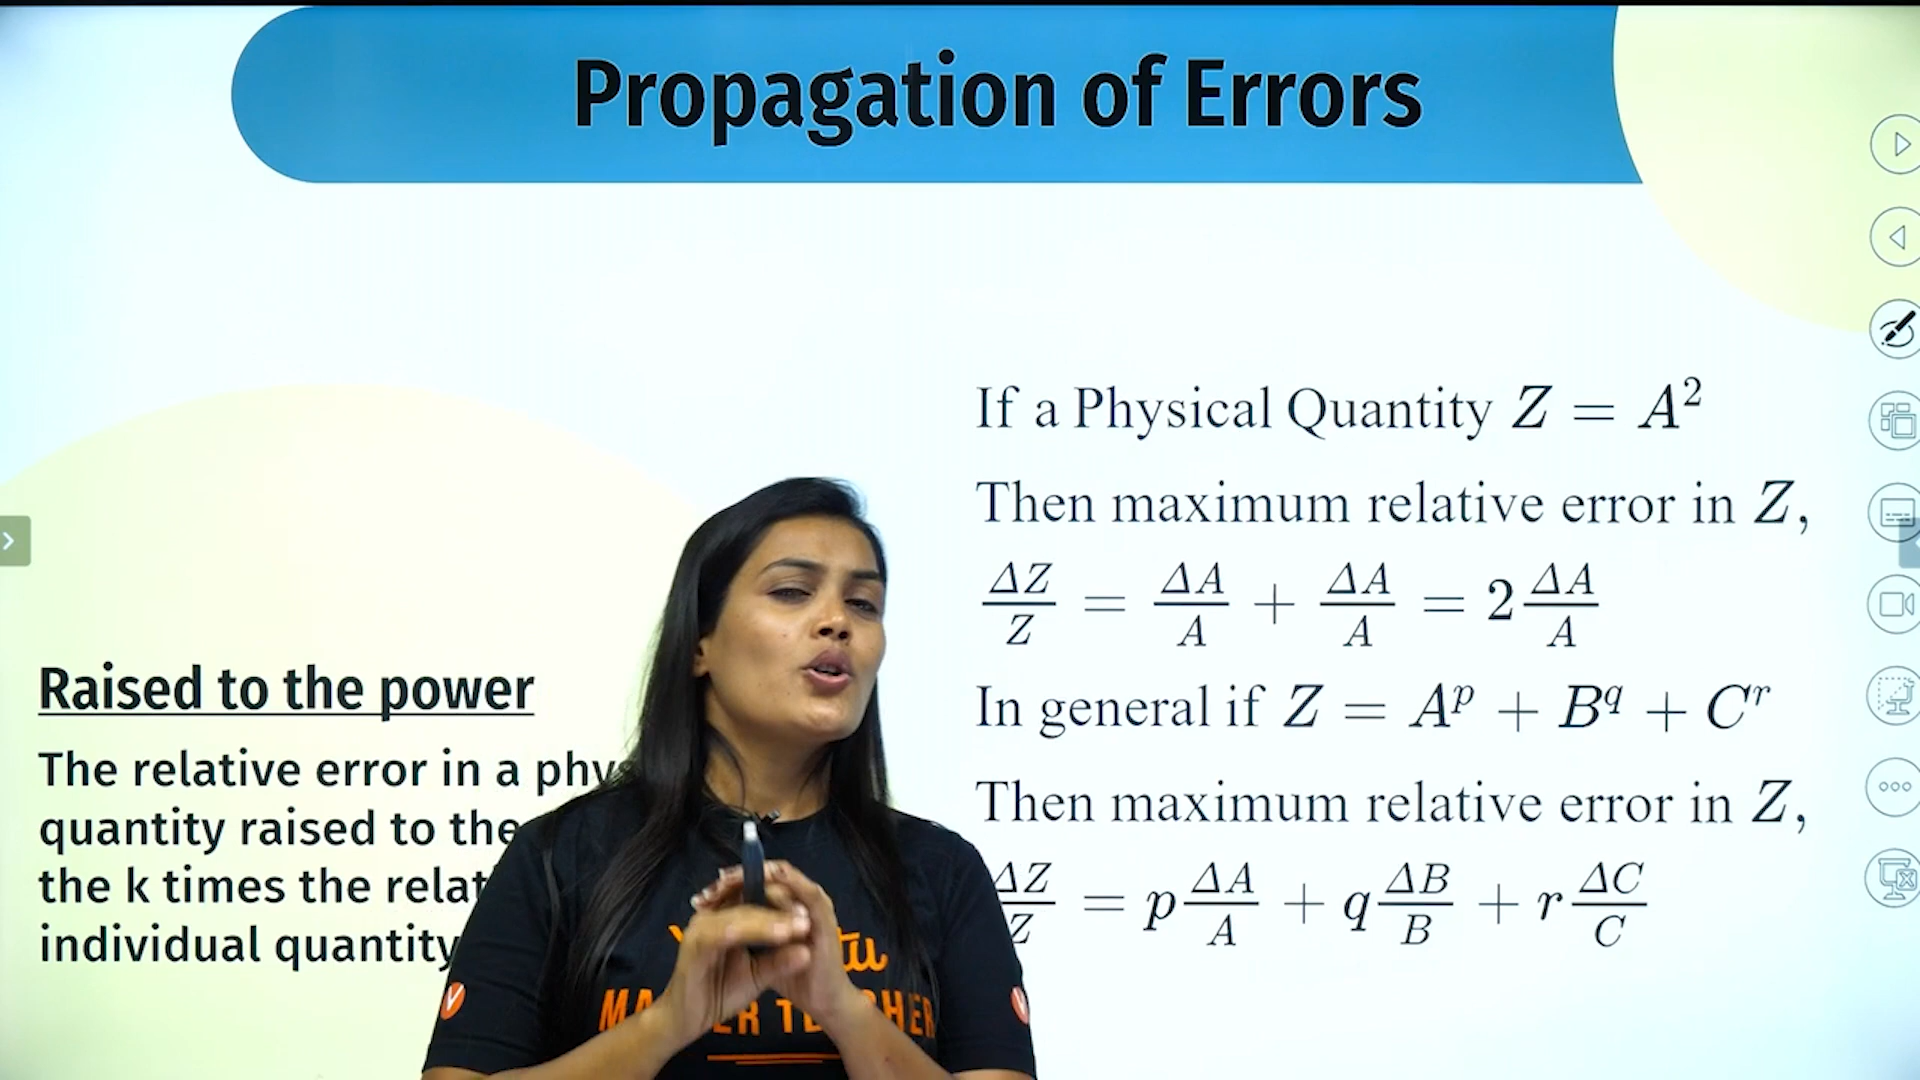 Propagation of Errors
If a Physical Quantity Z = A²
Then maximum relative error in Z,
ΔZ/Z = ΔA/A + ΔA/A = 2 ΔA/A
In general if Z = A^p + B^q + C^r
Then maximum relative error in Z,
ΔZ/Z = p ΔA/A + q ΔB/B + r ΔC/C
Raised to the power
The relative error in a
quantity raised to the
the k times the
individual quantity